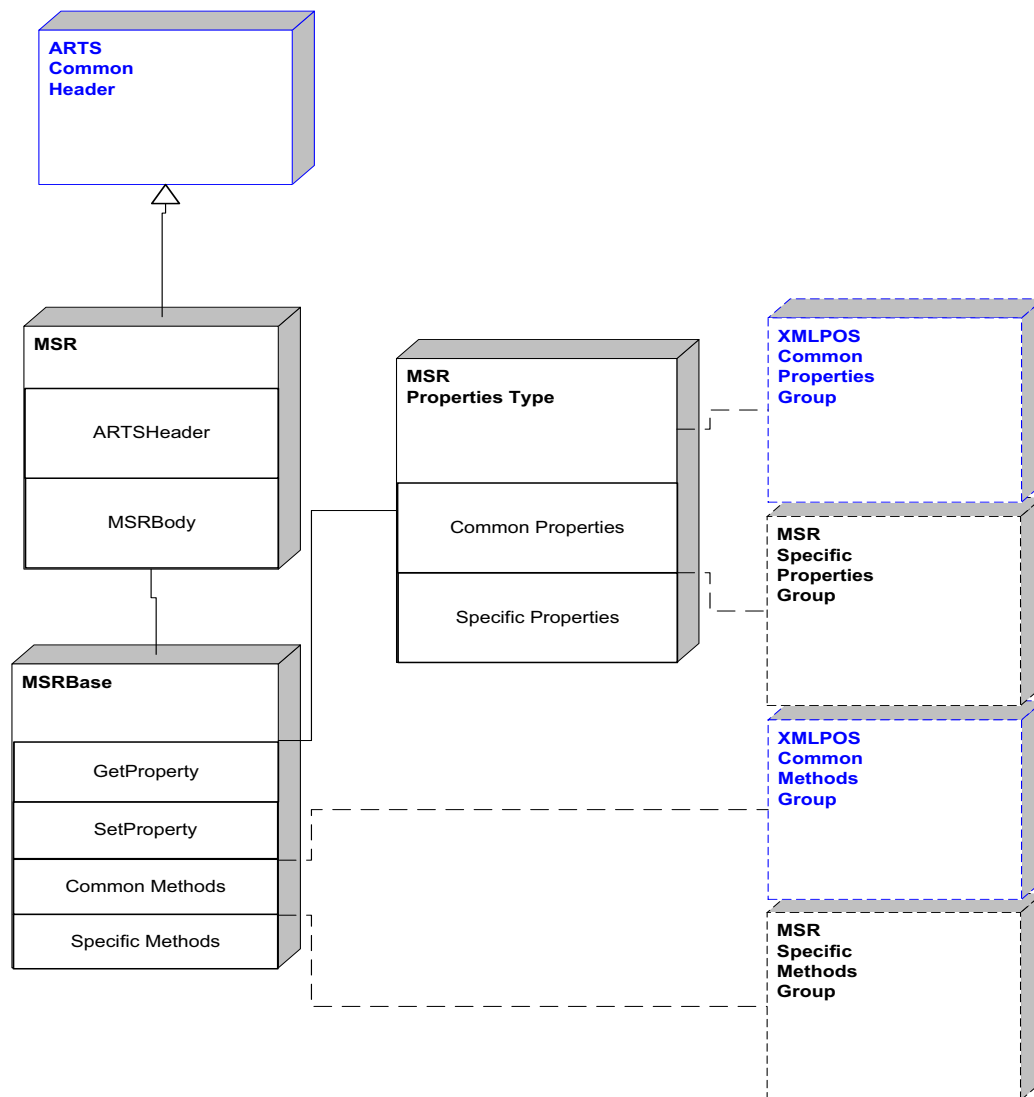 ARTS
Common
Header
MSR
ARTSHeader
MSRBody
MSRBase
GetProperty
SetProperty
Common Methods
Specific Methods
MSR
Properties Type
Common Properties
Specific Properties
XMLPOS
Common
Properties
Group
MSR
Specific
Properties
Group
XMLPOS
Common
Methods
Group
MSR
Specific
Methods
Group